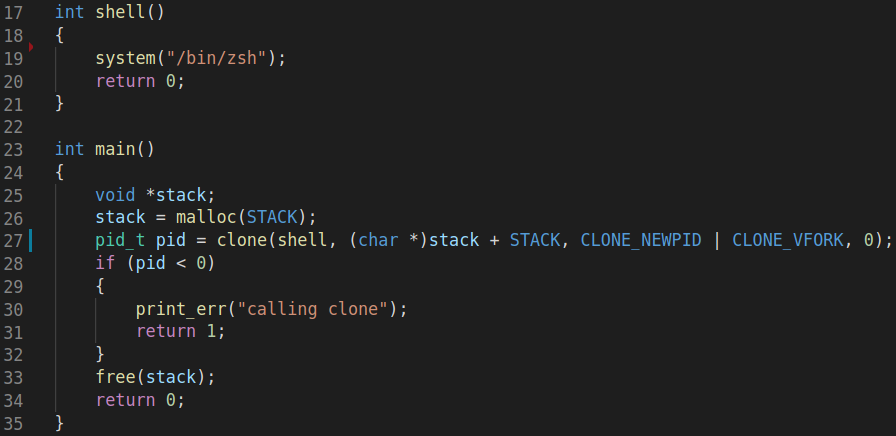 17 int shell()
18 {
19     system("/bin/zsh");
20     return 0;
21 }
22
23 int main()
24 {
25     void *stack;
26     stack = malloc(STACK);
27     pid_t pid = clone(shell, (char *)stack + STACK, CLONE_NEWPID | CLONE_VFORK, 0);
28     if (pid < 0)
29     {
30         print_err("calling clone");
31         return 1;
32     }
33     free(stack);
34     return 0;
35 }